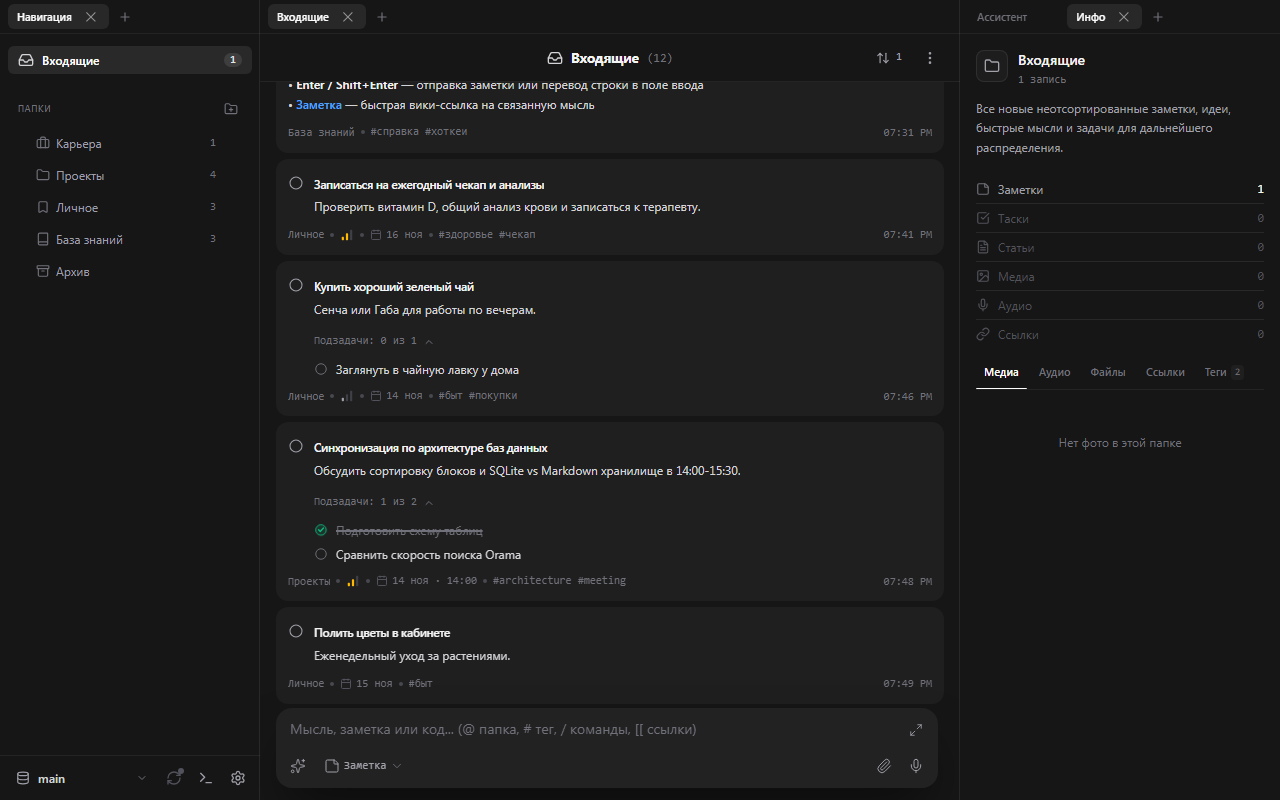 Навигация
Входящие
Ассистент
Инфо
Входящие 1
ПАПКИ
Карьера 1
Проекты 4
Личное 3
База знаний 3
Архив
main
Входящие (12)
1
• Enter / Shift+Enter — отправка заметки или перевод строки в поле ввода
• Заметка — быстрая вики-ссылка на связанную мысль
База знаний • #справка #хоткеи 07:31 PM
Записаться на ежегодный чекап и анализы
Проверить витамин D, общий анализ крови и записаться к терапевту.
Личное • • 16 ноя • #здоровье #чекап 07:41 PM
Купить хороший зеленый чай
Сенча или Габа для работы по вечерам.
Подзадачи: 0 из 1
Заглянуть в чайную лавку у дома
Личное • • 14 ноя • #быт #покупки 07:46 PM
Синхронизация по архитектуре баз данных
Обсудить сортировку блоков и SQLite vs Markdown хранилище в 14:00-15:30.
Подзадачи: 1 из 2
Подготовить схему таблиц
Сравнить скорость поиска Orama
Проекты • • 14 ноя · 14:00 • #architecture #meeting 07:48 PM
Полить цветы в кабинете
Еженедельный уход за растениями.
Личное • 15 ноя • #быт 07:49 PM
Мысль, заметка или код... (@ папка, # тег, / команды, [[ ссылки)
Заметка
Входящие
1 запись
Все новые неотсортированные заметки, идеи,
быстрые мысли и задачи для дальнейшего
распределения.
Заметки 1
Таски 0
Статьи 0
Медиа 0
Аудио 0
Ссылки 0
Медиа Аудио Файлы Ссылки Теги 2
Нет фото в этой папке